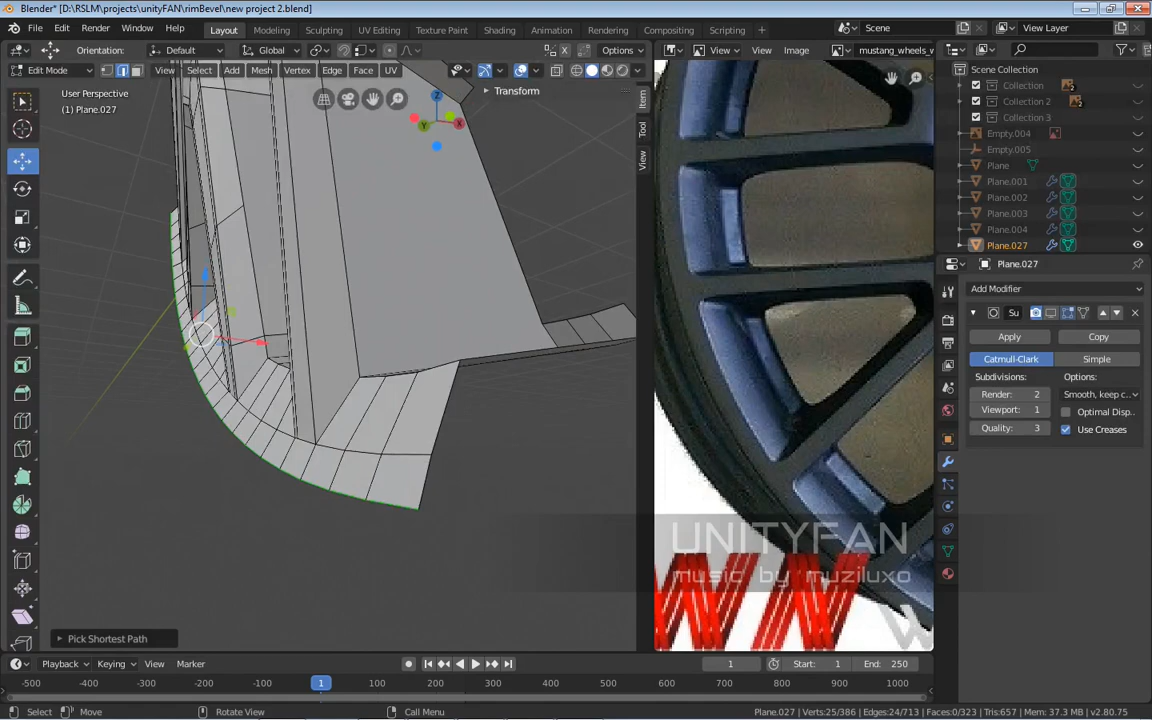 Blender* [D:\RSLM\projects\unityFAN\rimBevel\new project 2.blend]
File Edit Render Window Help Layout Modeling Sculpting UV Editing Texture Paint Shading Animation Rendering Compositing Scripting + Scene View Layer
Orientation: Default Global Options View View Image mustang_wheels_w
Edit Mode View Select Add Mesh Vertex Edge Face UV
User Perspective
(1) Plane.027
Transform
Item
Tool
View
Z
Y
X
Scene Collection
Collection
Collection 2
Collection 3
Empty.004
Empty.005
Plane
Plane.001
Plane.002
Plane.003
Plane.004
Plane.027
Plane.027
Add Modifier
Su
Apply Copy
Catmull-Clark Simple
Subdivisions: Options:
Render: 2 Smooth, keep c...
Viewport: 1 Optimal Disp..
Quality: 3 Use Creases
UNITYFAN
music by muziluxo
Pick Shortest Path
Playback Keying View Marker 1 Start: 1 End: 250
-500 -400 -300 -200 -100 1 100 200 300 400 500 600 700 800 900 1000
Select Move Rotate View Call Menu Plane.027 | Verts:25/386 | Edges:24/713 | Faces:0/323 | Tris:657 | Mem: 37.3 MB | v2.80.75